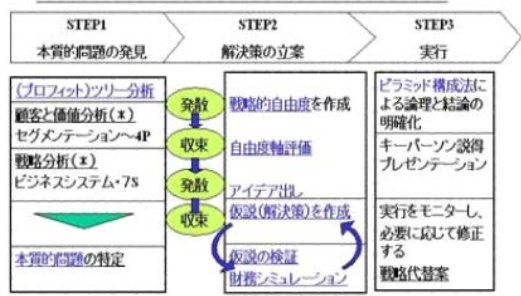 STEP1
本質的問題の発見
STEP2
解決策の立案
STEP3
実行
(プロフィット)ツリー分析
顧客と価値分析(*)
セグメンテーション～4P
戦略分析(*)
ビジネスシステム・7S
本質的問題の特定
発散
収束
発散
収束
戦略的自由度を作成
自由度軸評価
アイデア出し
仮説(解決策)を作成
仮説の検証
財務シミュレーション
ピラミッド構成法に
よる論理と結論の
明確化
キーパーソン説得
プレゼンテーション
実行をモニターし、
必要に応じて修正
する
戦略代替案